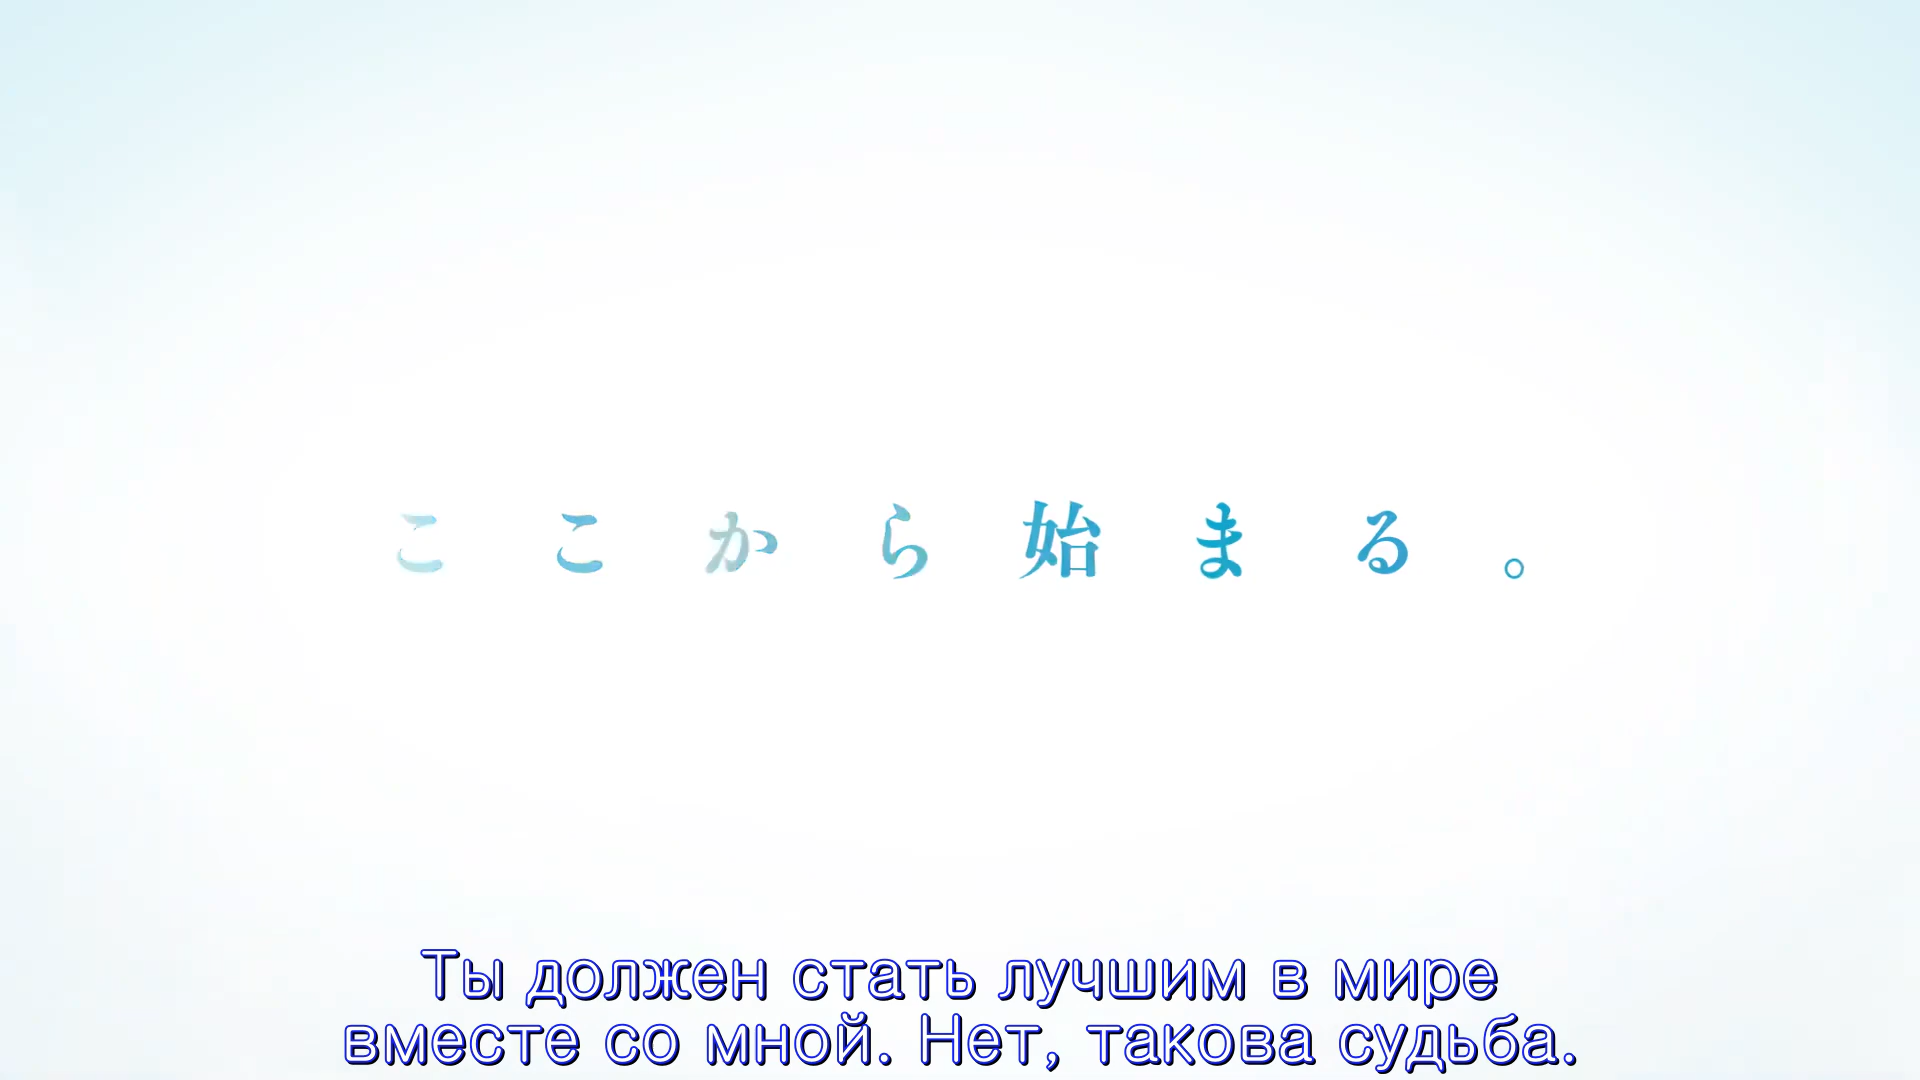 ここから始まる。
Ты должен стать лучшим в мире
вместе со мной. Нет, такова судьба.